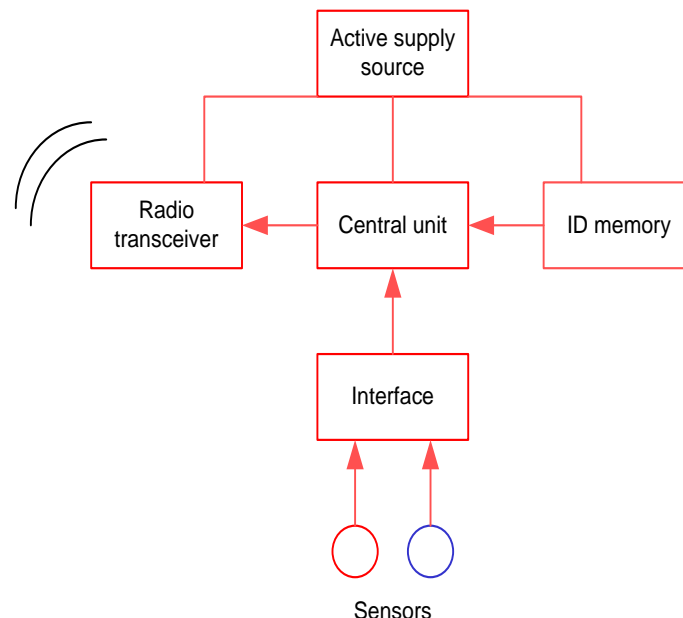 Active supply
source
Radio
transceiver
Central unit
ID memory
Interface
Sensors